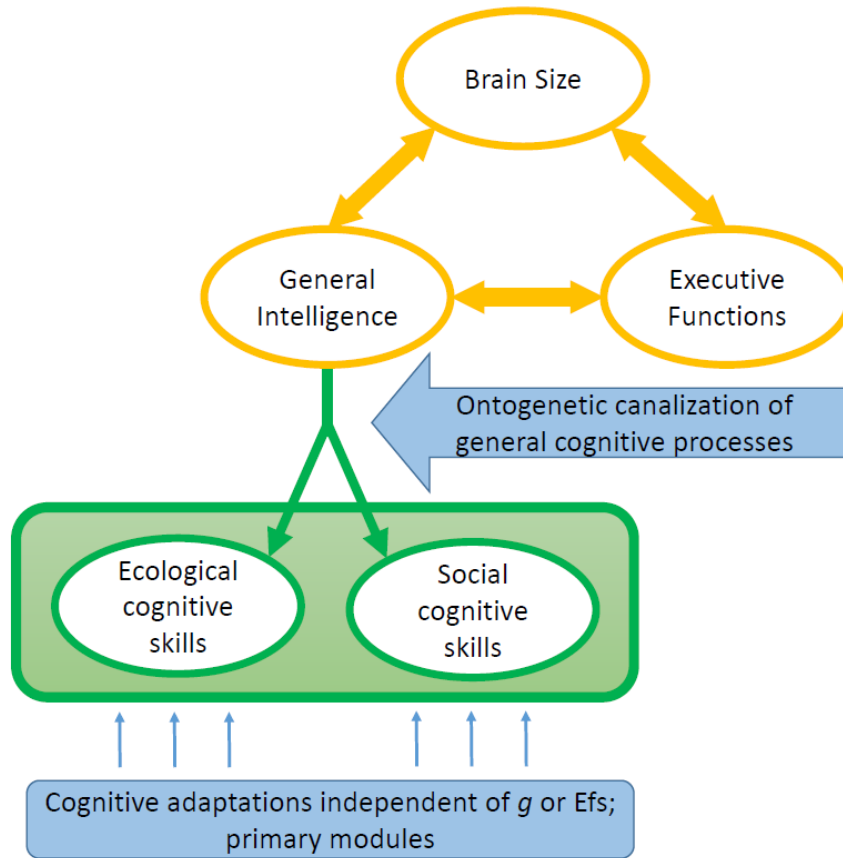 Brain Size
General
Intelligence
Executive
Functions
Ontogenetic canalization of
general cognitive processes
Ecological
cognitive
skills
Social
cognitive
skills
Cognitive adaptations independent of g or Efs;
primary modules